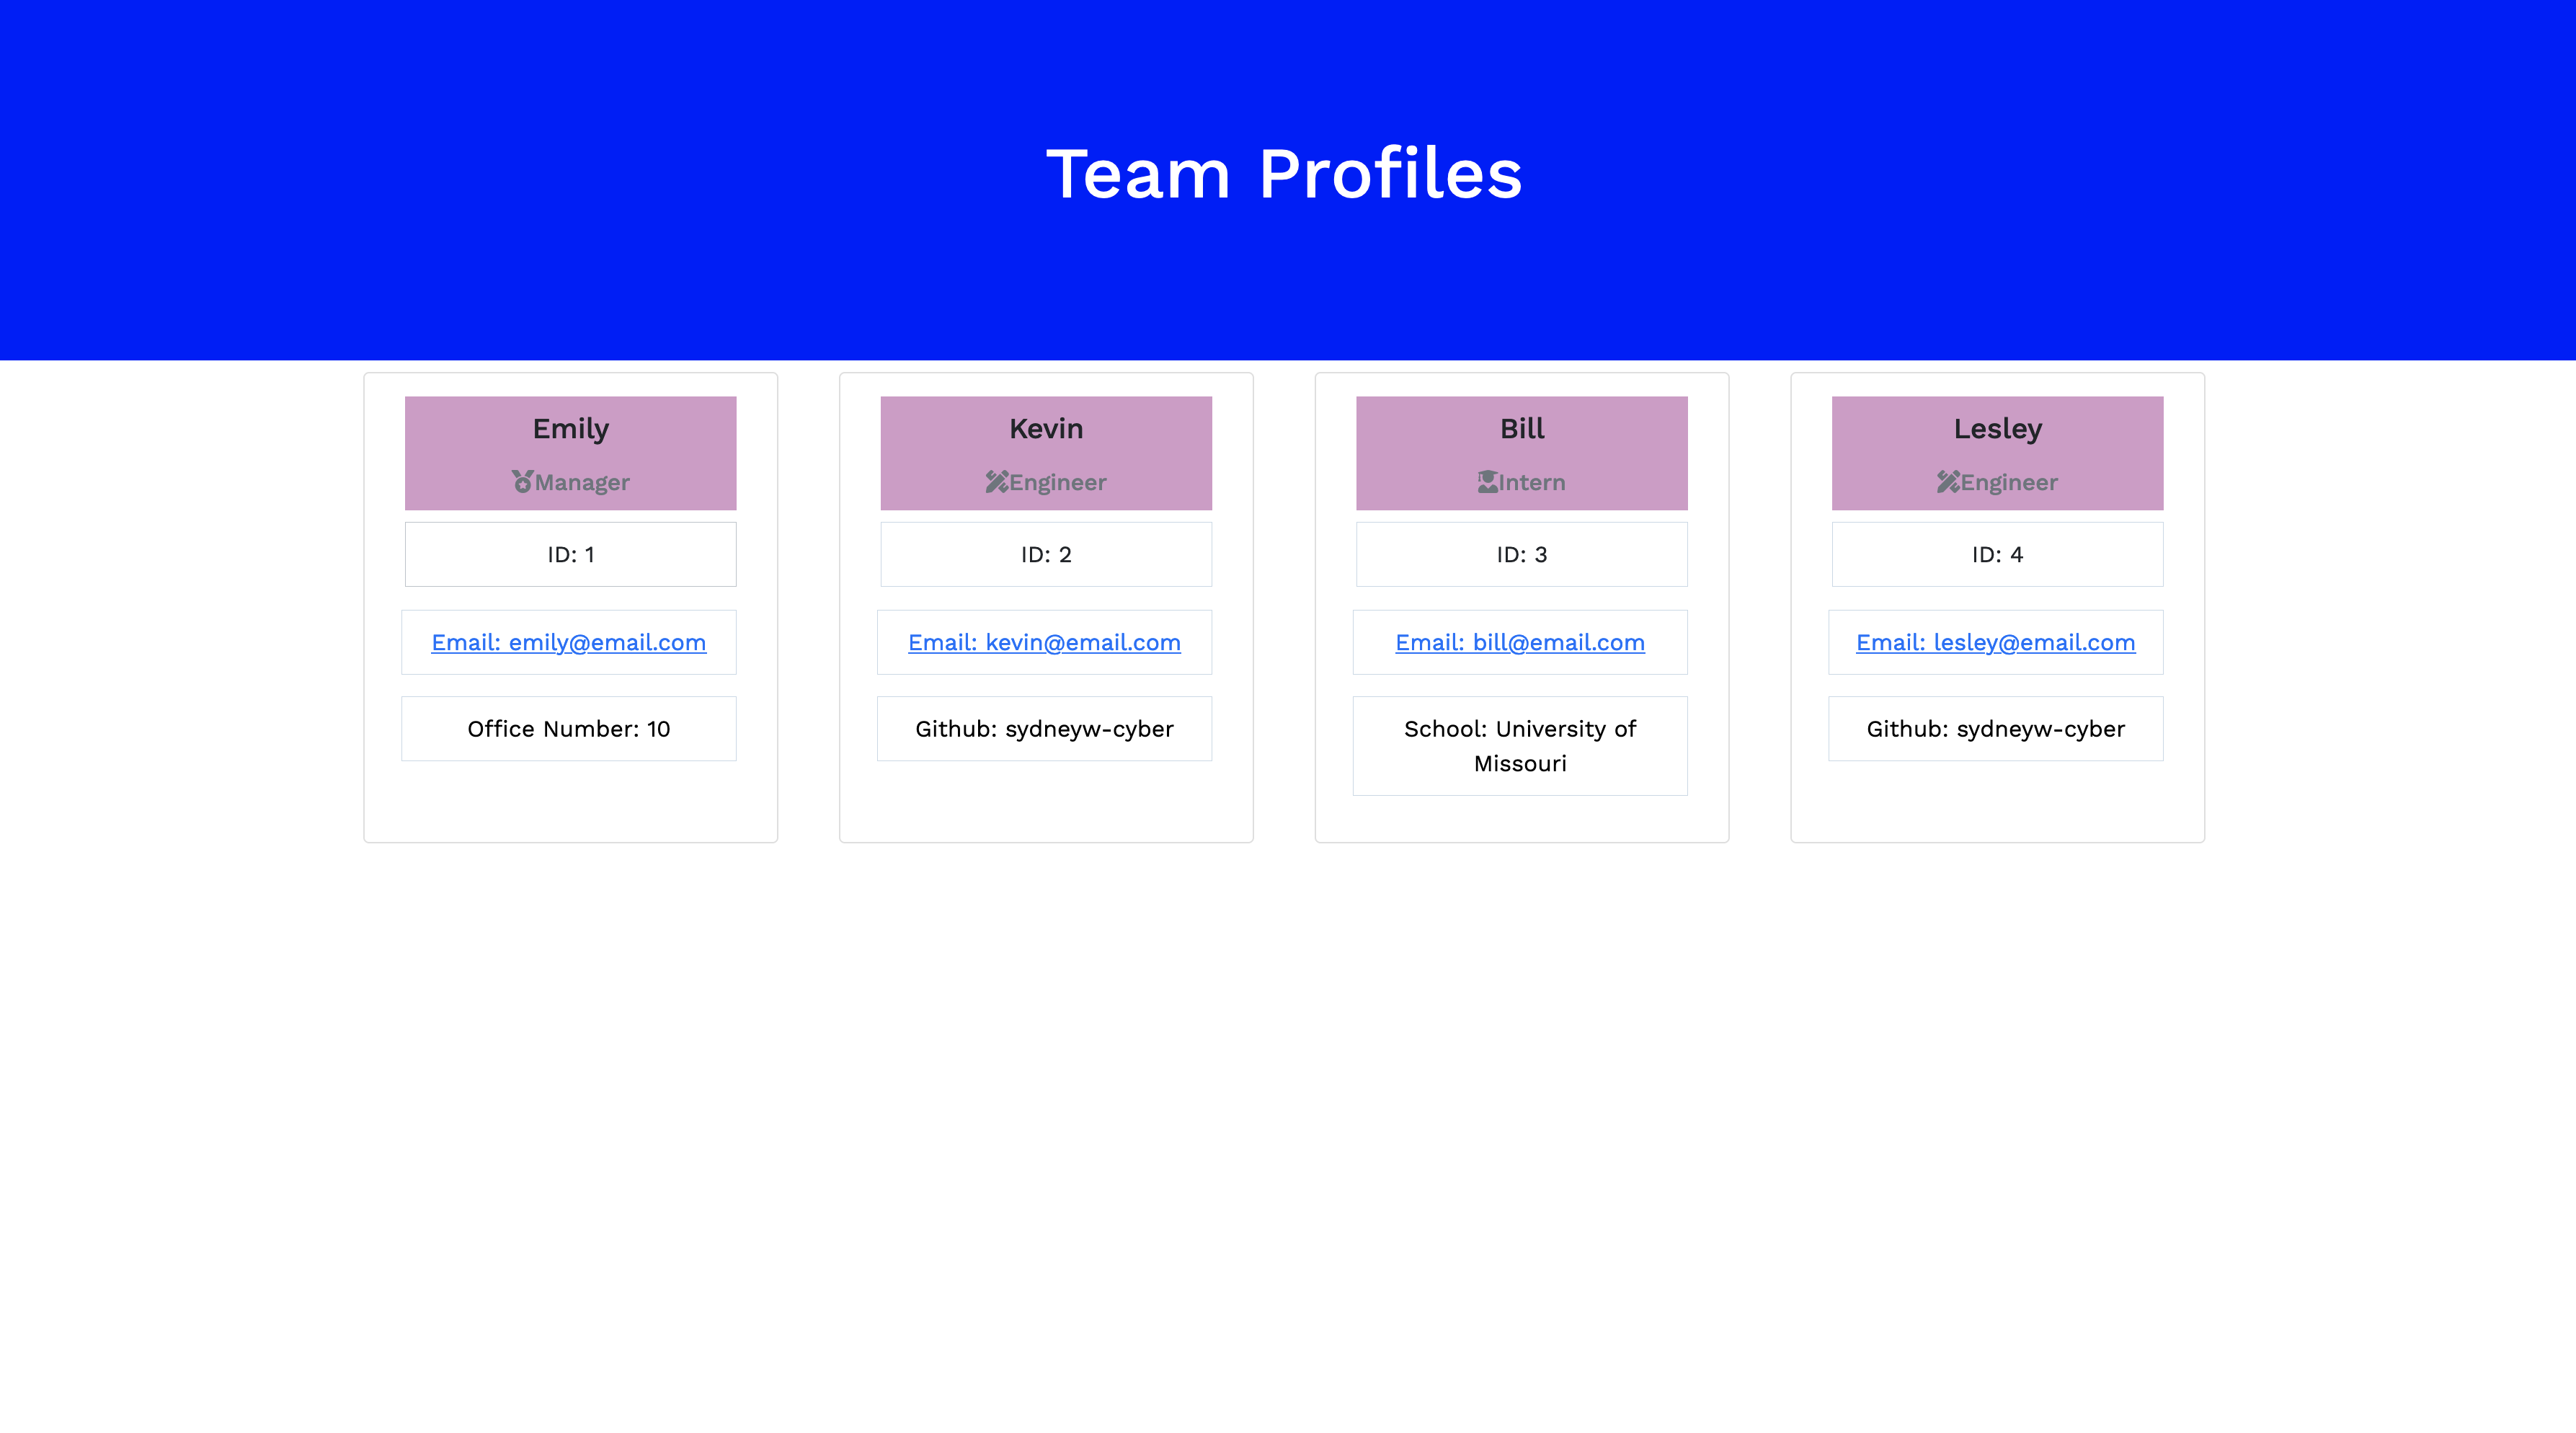 Team Profiles
Emily
Manager
ID: 1
Email: emily@email.com
Office Number: 10
Kevin
Engineer
ID: 2
Email: kevin@email.com
Github: sydneyw-cyber
Bill
Intern
ID: 3
Email: bill@email.com
School: University of
Missouri
Lesley
Engineer
ID: 4
Email: lesley@email.com
Github: sydneyw-cyber